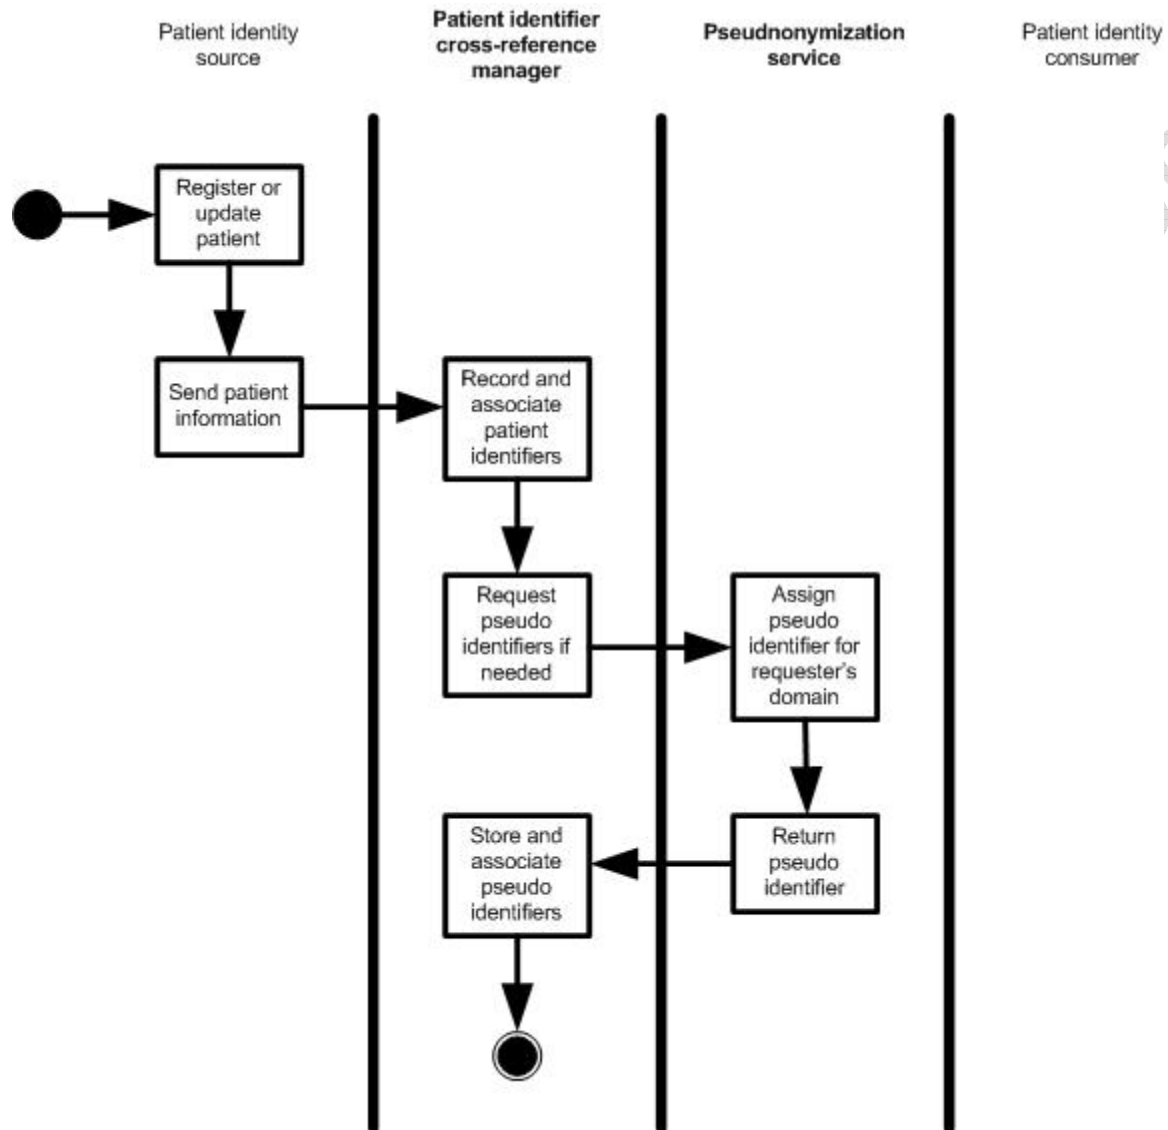 Patient identity
source
Patient identifier
cross-reference
manager
Pseudnonymization
service
Patient identity
consumer
Register or
update
patient
Send patient
information
Record and
associate
patient
identifiers
Request
pseudo
identifiers if
needed
Assign
pseudo
identifier for
requester's
domain
Store and
associate
pseudo
identifiers
Return
pseudo
identifier